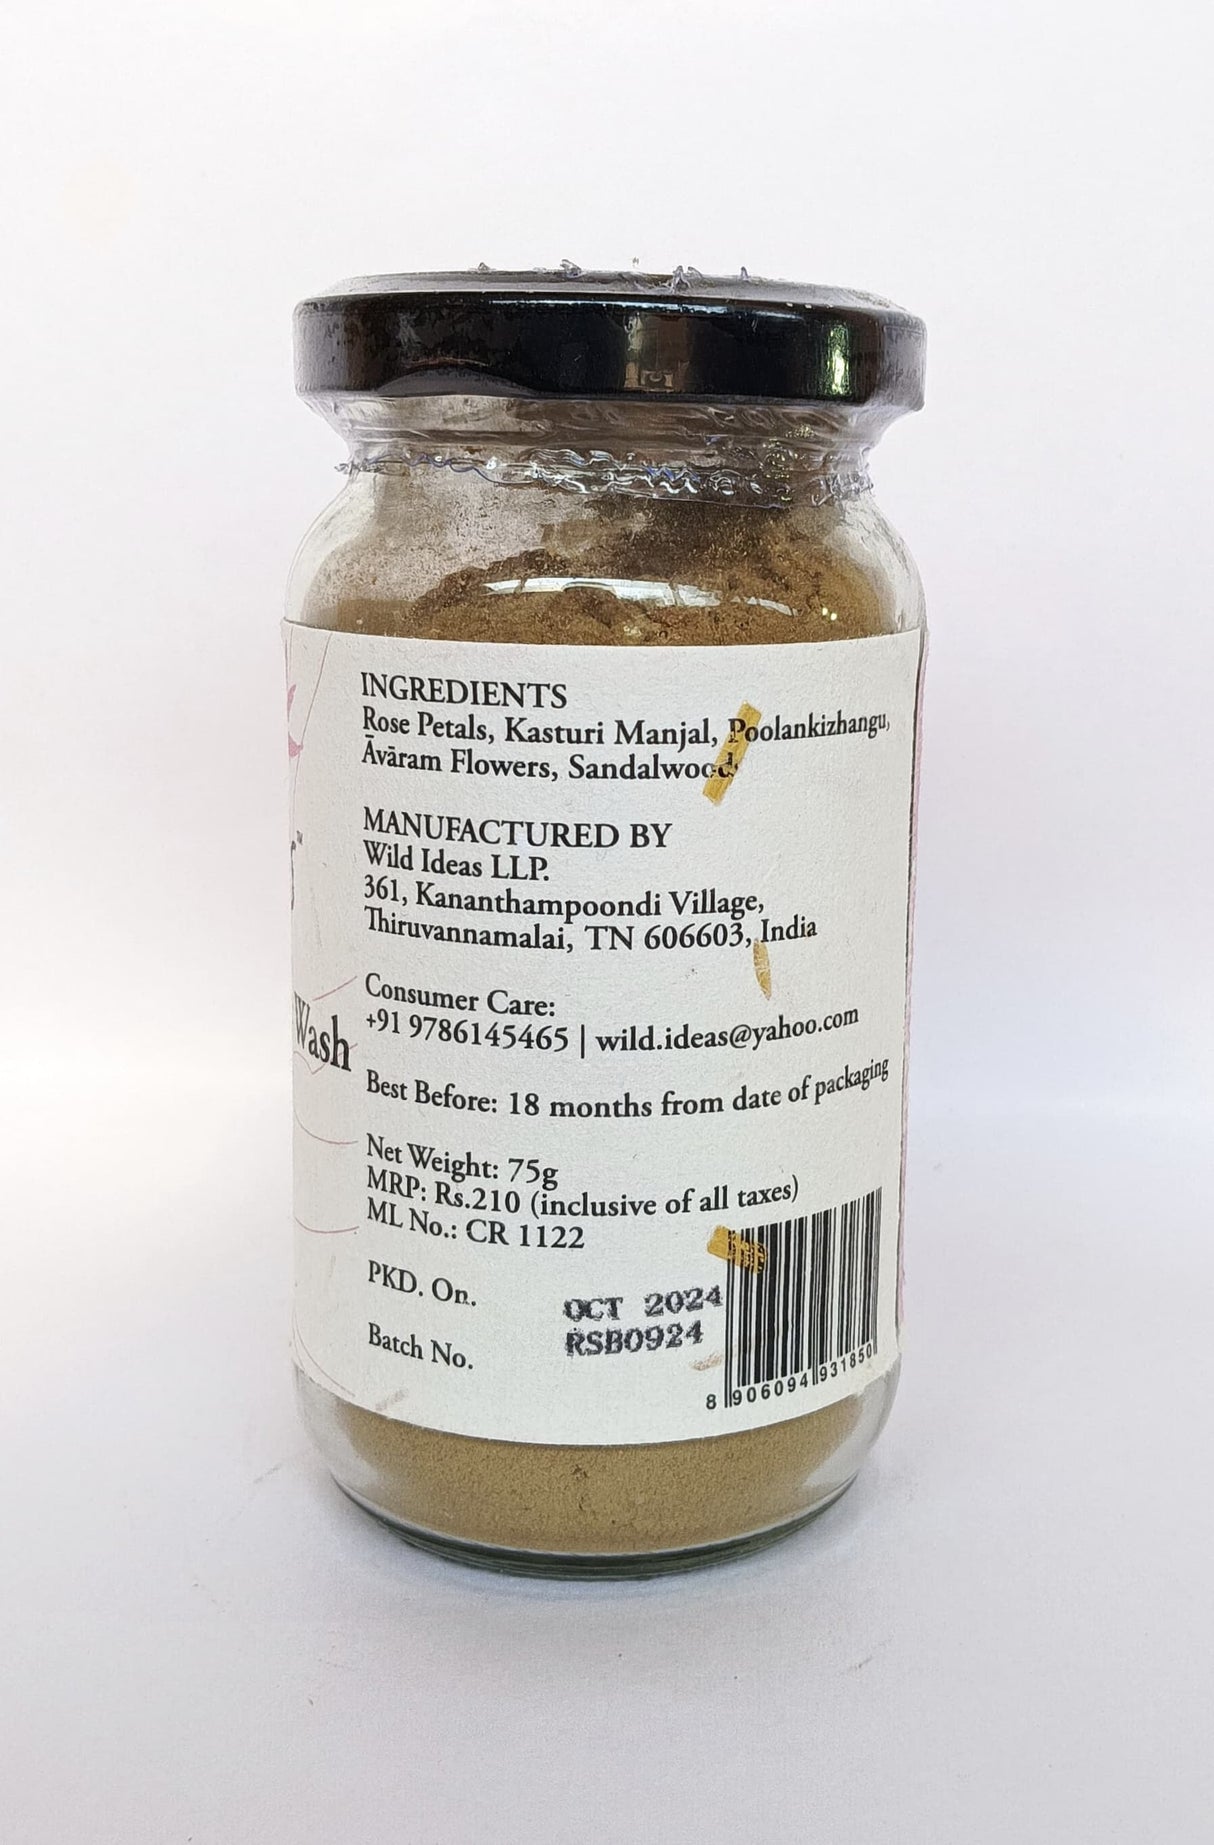 INGREDIENTS
Rose Petals, Kasturi Manjal, Poolankizhangu,
Āvāram Flowers, Sandalwood.
MANUFACTURED BY
Wild Ideas LLP.
361, Kananthampoondi Village,
Thiruvannamalai, TN 606603, India
Consumer Care:
+91 9786145465 | wild.ideas@yahoo.com
Best Before: 18 months from date of packaging
Net Weight: 75g
MRP: Rs.210 (inclusive of all taxes)
ML No.: CR 1122
PKD. On. OCT 2024
Batch No. RSB0924
8 906094 931850
Wash
TM